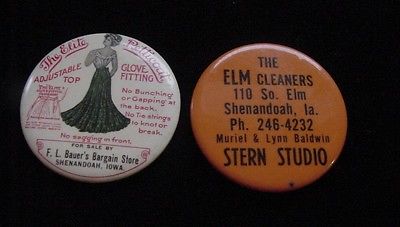 The Elite Petticoat
ADJUSTABLE TOP
GLOVE FITTING
No Bunching
or Gapping at
the back.
No tie strings
to knot or
break.
No sagging in front.
FOR SALE BY
F. L. Bauer's Bargain Store
SHENANDOAH, IOWA.
THE
ELM CLEANERS
110 So. Elm
Shenandoah, Ia.
Ph. 246-4232
Muriel & Lynn Baldwin
STERN STUDIO